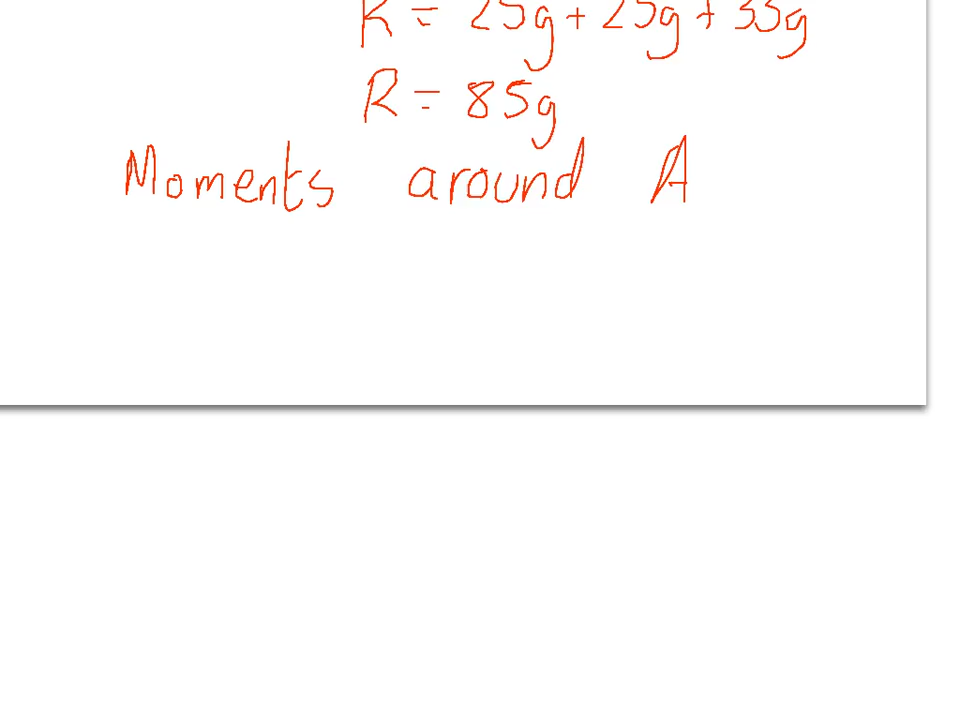 R = 25g + 25g + 35g
R = 85g
Moments around A